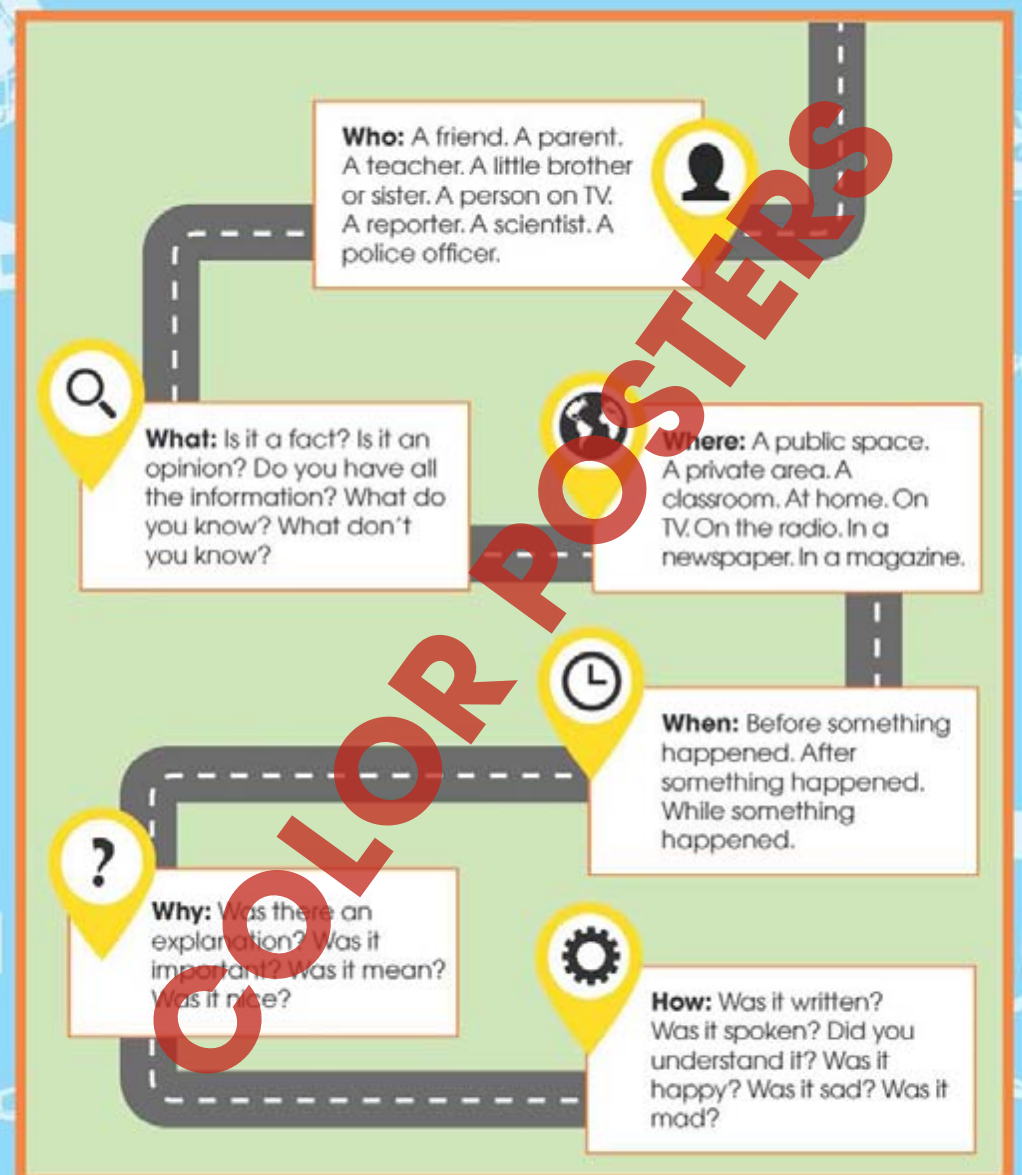 Who: A friend. A parent.
A teacher. A little brother
or sister. A person on TV.
A reporter. A scientist. A
police officer.
What: Is it a fact? Is it an
opinion? Do you have all
the information? What do
you know? What don't
you know?
Where: A public space.
A private area. A
classroom. At home. On
TV. On the radio. In a
newspaper. In a magazine.
When: Before something
happened. After
something happened.
While something
happened.
Why: Was there an
explanation? Was it
important? Was it mean?
Was it nice?
How: Was it written?
Was it spoken? Did you
understand it? Was it
happy? Was it sad? Was it
mad?
?
COLOR POSTERS